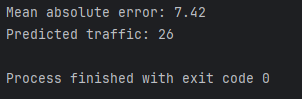 Mean absolute error: 7.42
Predicted traffic: 26
Process finished with exit code 0